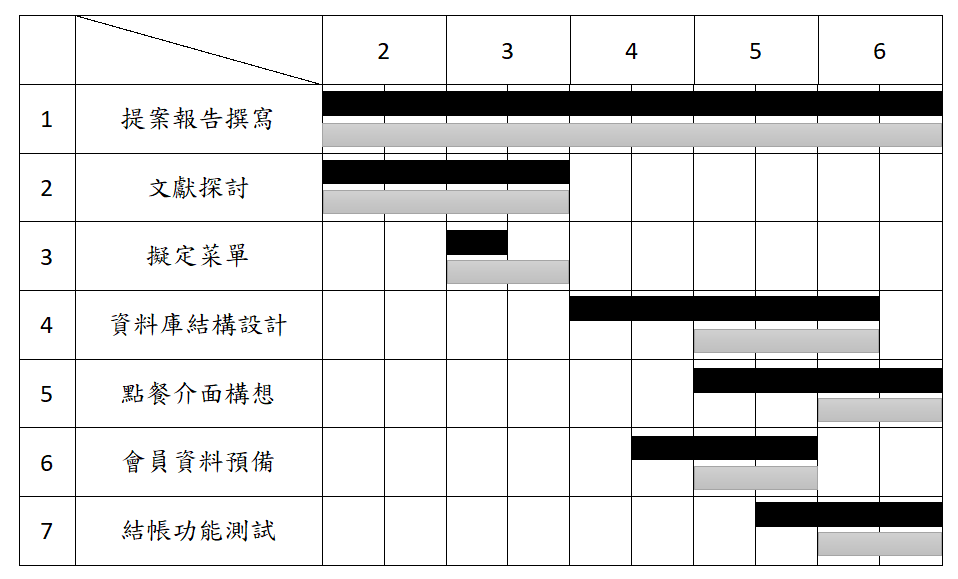 2 3 4 5 6
1 提案報告撰寫
2 文獻探討
3 擬定菜單
4 資料庫結構設計
5 點餐介面構想
6 會員資料預備
7 結帳功能測試